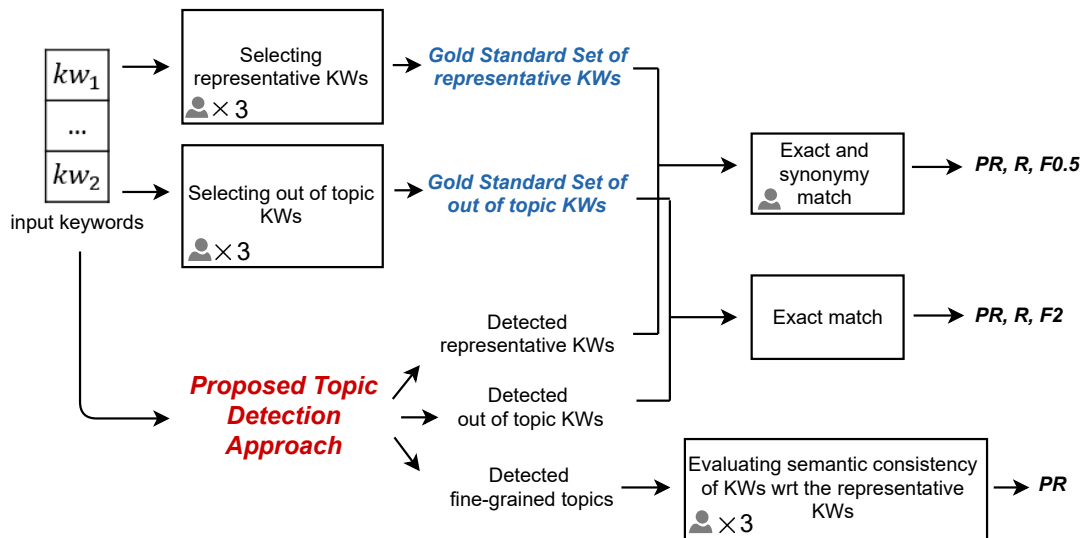 kw₁
...
kw₂
input keywords
Selecting
representative KWs
× 3
Selecting out of topic
KWs
× 3
Gold Standard Set of
representative KWs
Gold Standard Set of
out of topic KWs
Exact and
synonymy
match
PR, R, F0.5
Exact match
PR, R, F2
Proposed Topic
Detection
Approach
Detected
representative KWs
Detected
out of topic KWs
Detected
fine-grained topics
Evaluating semantic consistency
of KWs wrt the representative
KWs
×3
PR